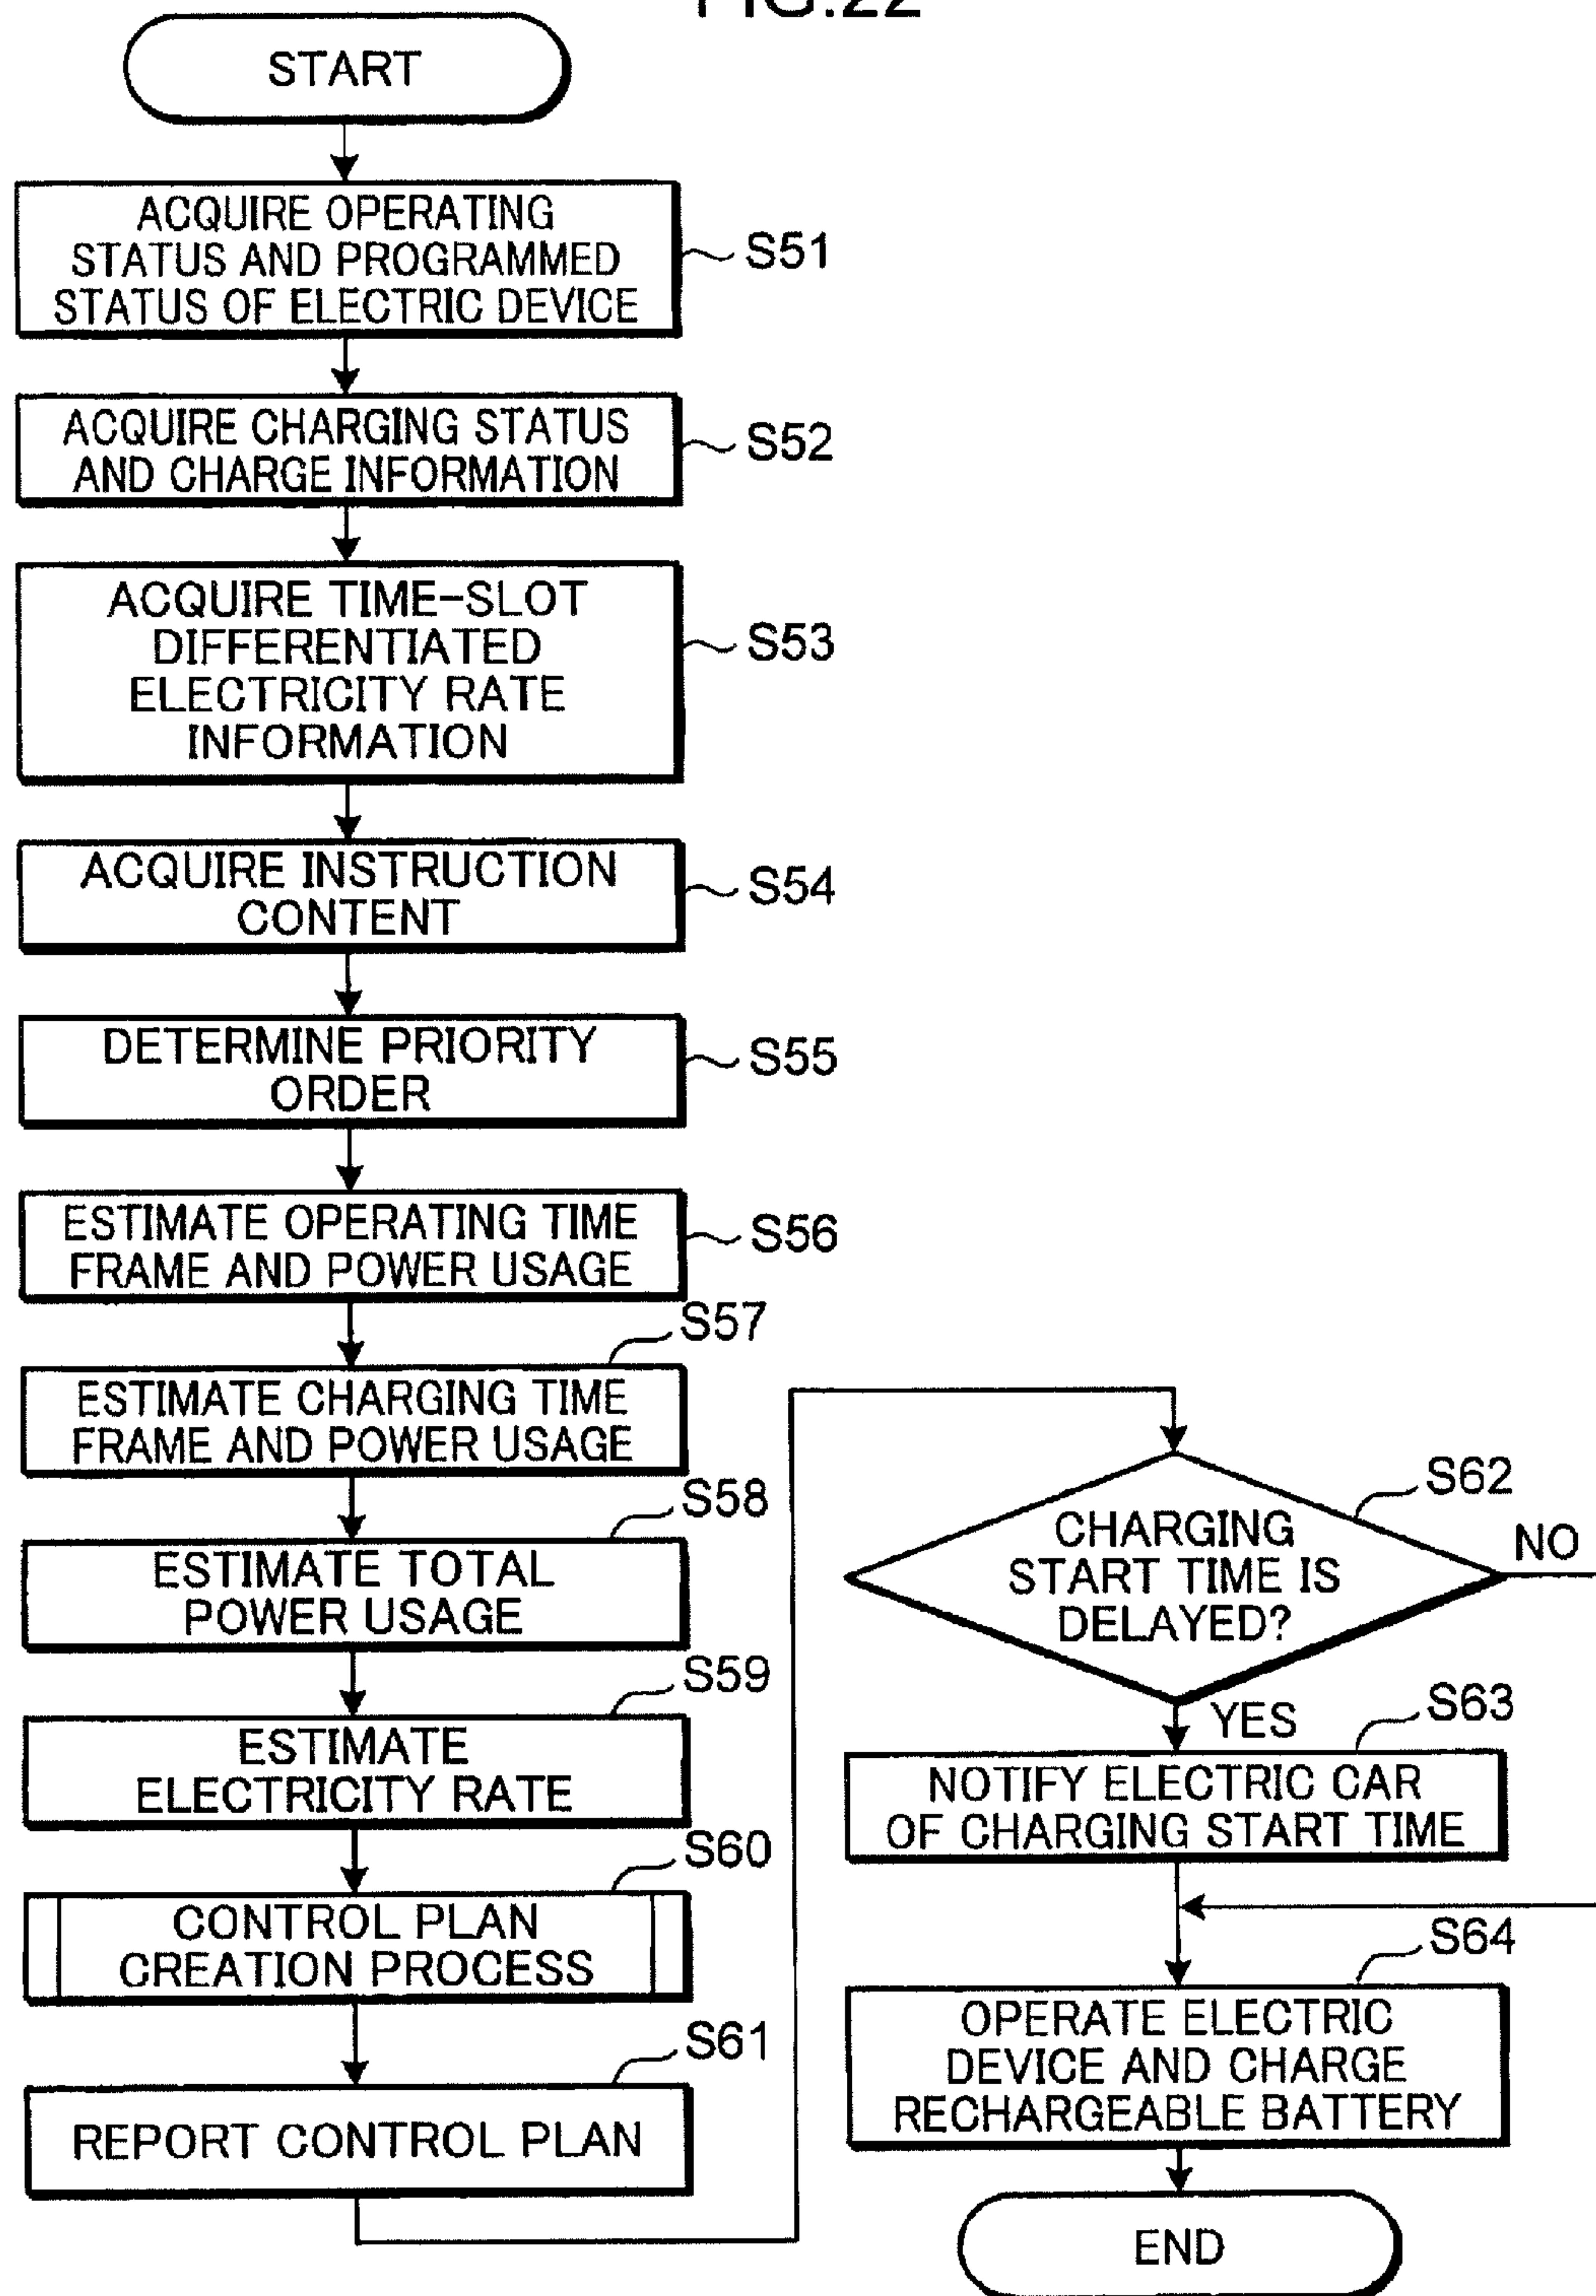 FIG.22
START
ACQUIRE OPERATING
STATUS AND PROGRAMMED
STATUS OF ELECTRIC DEVICE
S51
ACQUIRE CHARGING STATUS
AND CHARGE INFORMATION
S52
ACQUIRE TIME-SLOT
DIFFERENTIATED
ELECTRICITY RATE
INFORMATION
S53
ACQUIRE INSTRUCTION
CONTENT
S54
DETERMINE PRIORITY
ORDER
S55
ESTIMATE OPERATING TIME
FRAME AND POWER USAGE
S56
S57
ESTIMATE CHARGING TIME
FRAME AND POWER USAGE
S58
ESTIMATE TOTAL
POWER USAGE
S59
ESTIMATE
ELECTRICITY RATE
S60
CONTROL PLAN
CREATION PROCESS
S61
REPORT CONTROL PLAN
S62
CHARGING
START TIME IS
DELAYED?
NO
YES
S63
NOTIFY ELECTRIC CAR
OF CHARGING START TIME
S64
OPERATE ELECTRIC
DEVICE AND CHARGE
RECHARGEABLE BATTERY
END